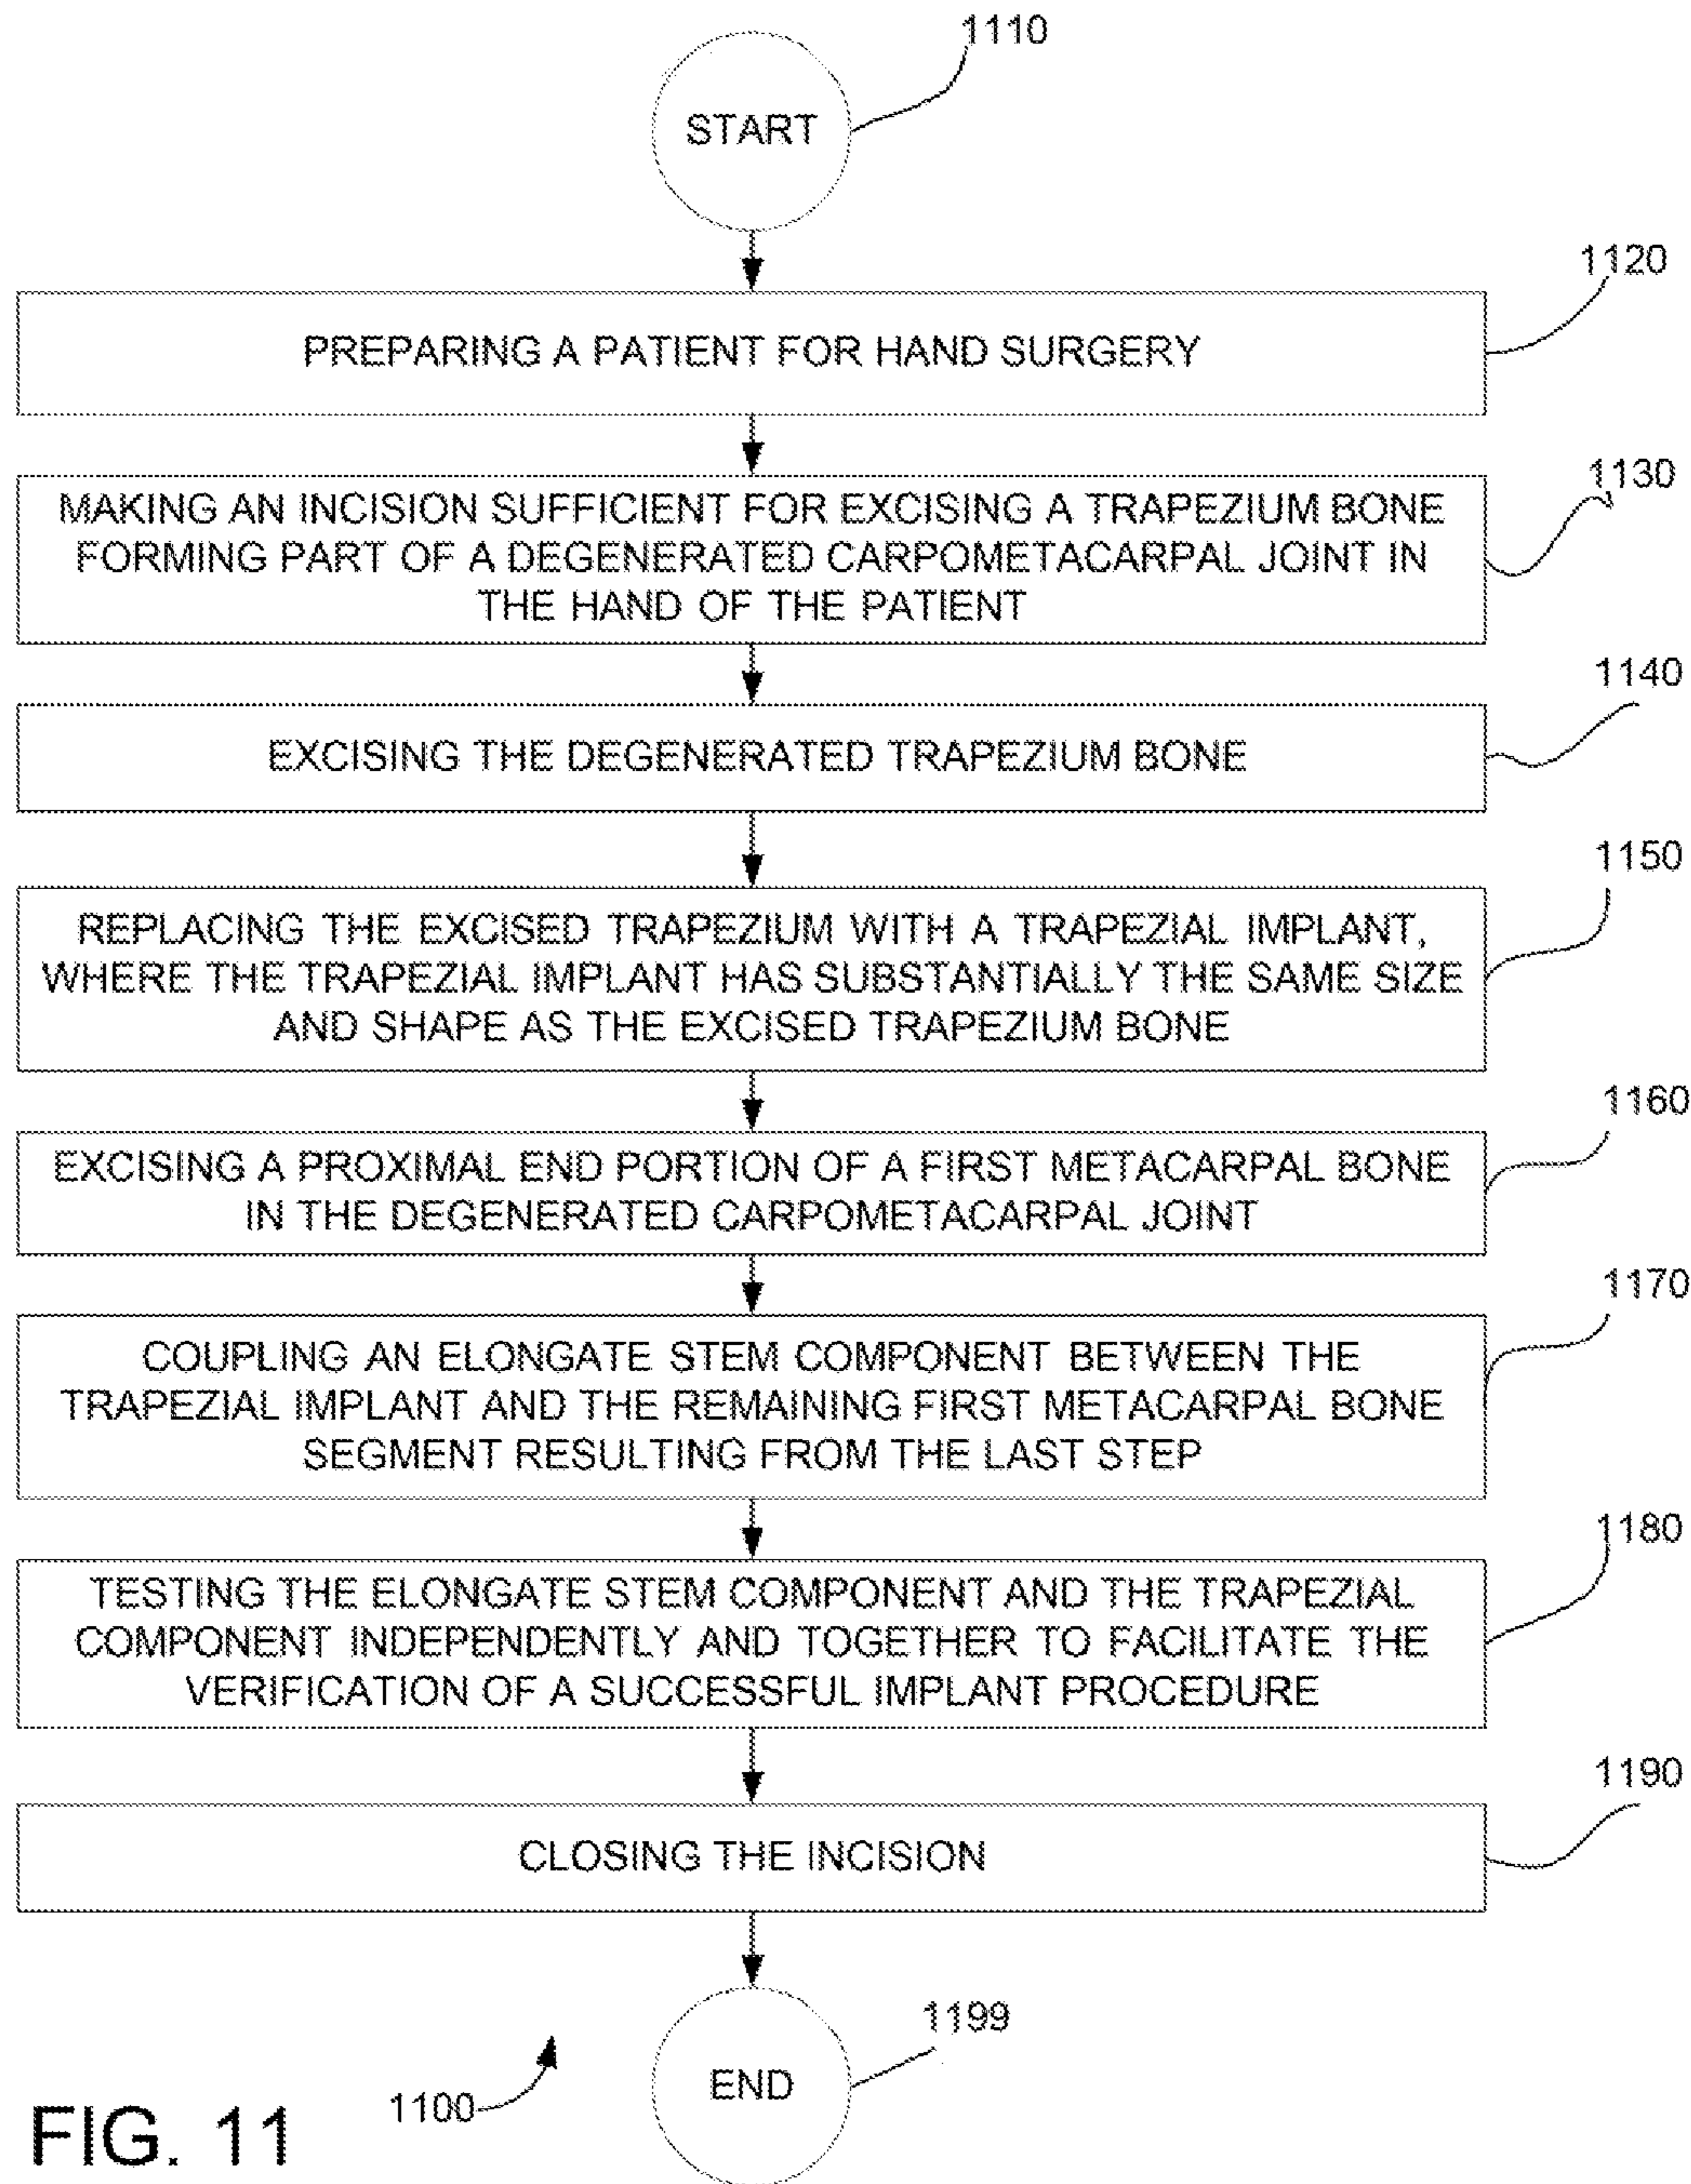 1110
START
1120
PREPARING A PATIENT FOR HAND SURGERY
1130
MAKING AN INCISION SUFFICIENT FOR EXCISING A TRAPEZIUM BONE
FORMING PART OF A DEGENERATED CARPOMETACARPAL JOINT IN
THE HAND OF THE PATIENT
1140
EXCISING THE DEGENERATED TRAPEZIUM BONE
1150
REPLACING THE EXCISED TRAPEZIUM WITH A TRAPEZIAL IMPLANT,
WHERE THE TRAPEZIAL IMPLANT HAS SUBSTANTIALLY THE SAME SIZE
AND SHAPE AS THE EXCISED TRAPEZIUM BONE
1160
EXCISING A PROXIMAL END PORTION OF A FIRST METACARPAL BONE
IN THE DEGENERATED CARPOMETACARPAL JOINT
1170
COUPLING AN ELONGATE STEM COMPONENT BETWEEN THE
TRAPEZIAL IMPLANT AND THE REMAINING FIRST METACARPAL BONE
SEGMENT RESULTING FROM THE LAST STEP
1180
TESTING THE ELONGATE STEM COMPONENT AND THE TRAPEZIAL
COMPONENT INDEPENDENTLY AND TOGETHER TO FACILITATE THE
VERIFICATION OF A SUCCESSFUL IMPLANT PROCEDURE
1190
CLOSING THE INCISION
1199
END
1100
FIG. 11